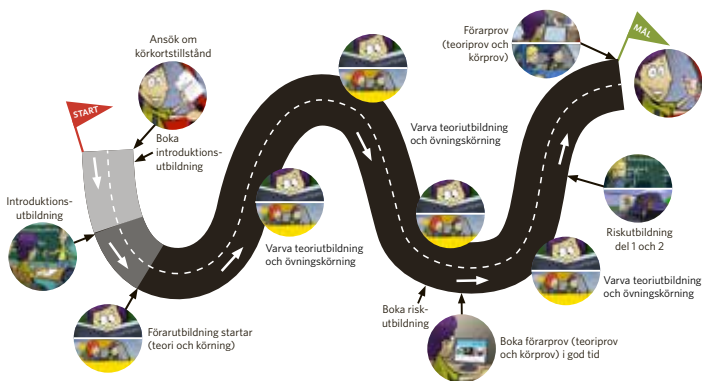 START
Ansök om
körkortstillstånd
Boka
introduktions-
utbildning
Introduktions-
utbildning
Förarutbildning startar
(teori och körning)
Varva teoriutbildning
och övningskörning
Varva teoriutbildning
och övningskörning
Boka risk-
utbildning
Boka förarprov (teoriprov
och körprov) i god tid
Varva teoriutbildning
och övningskörning
Riskutbildning
del 1 och 2
Förarprov
(teoriprov och
körprov)
MÅL